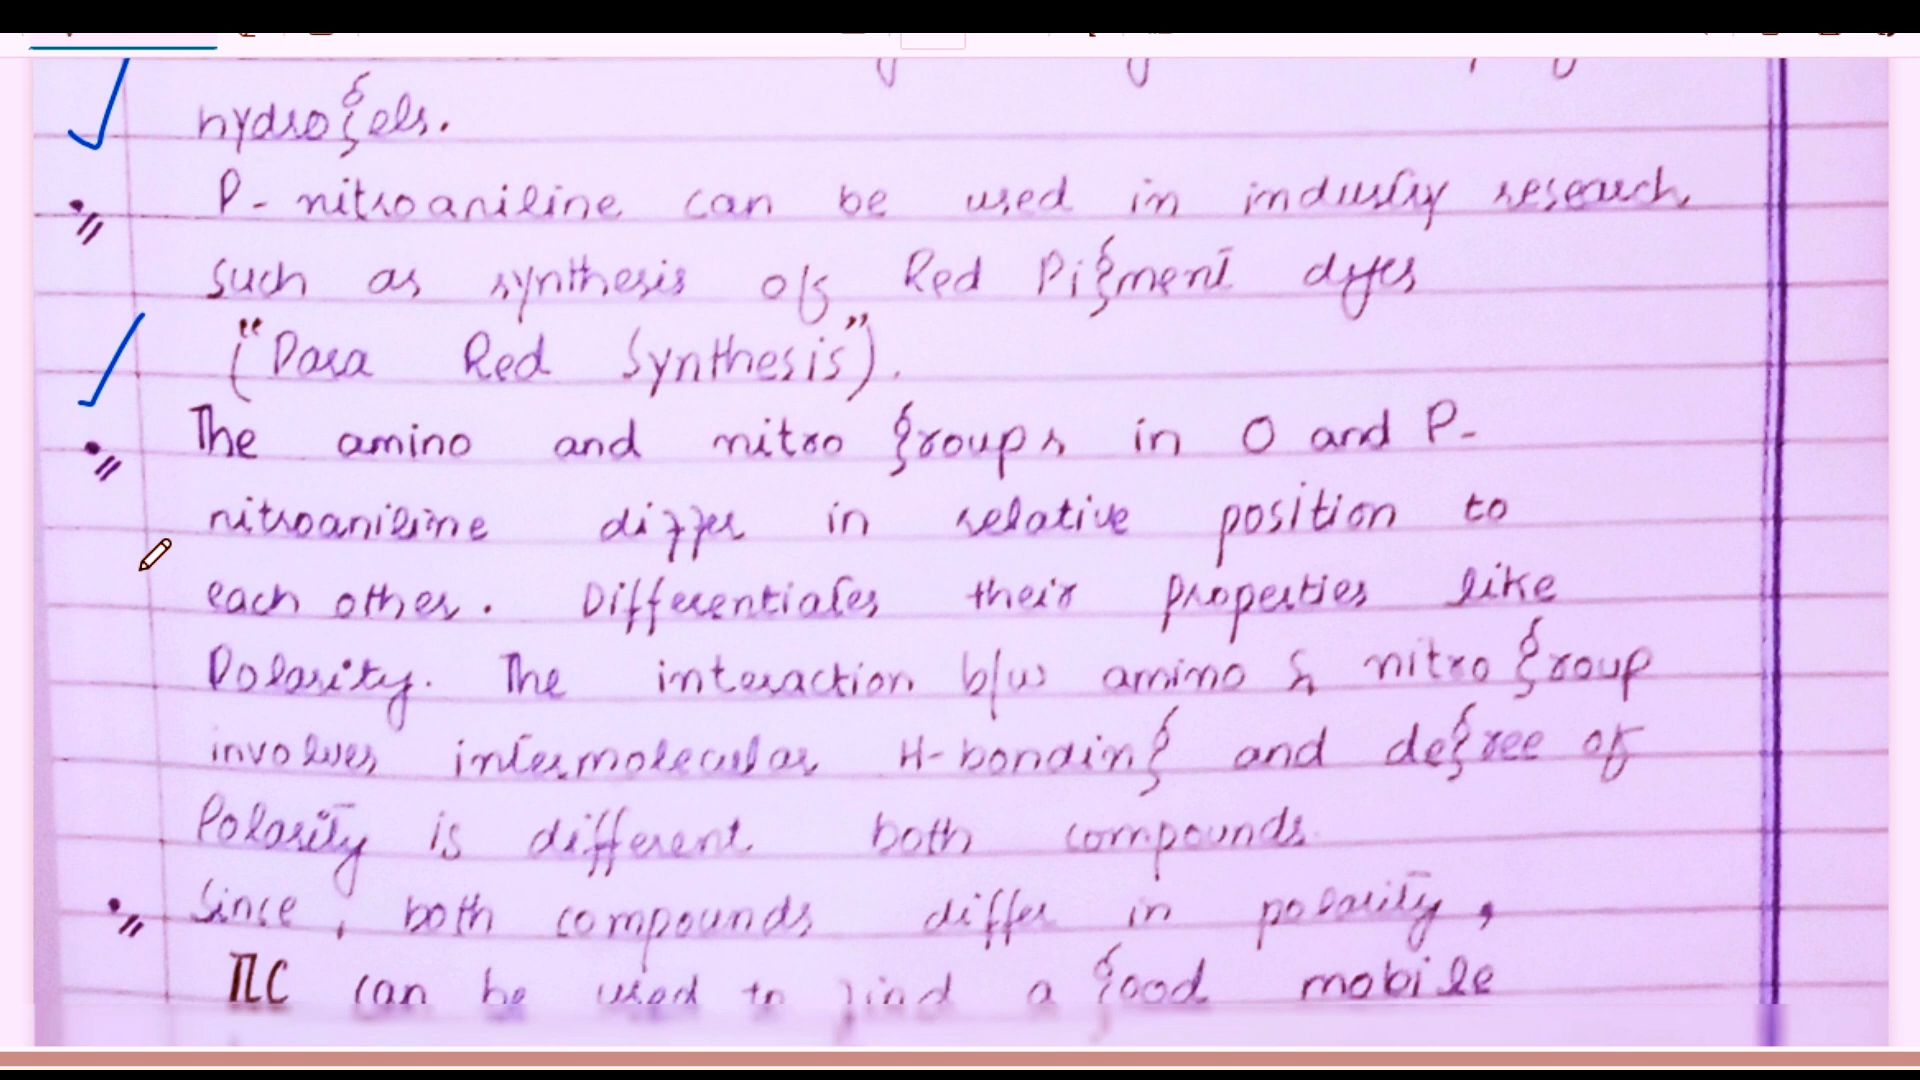 hydrogels.
P-nitroaniline can be used in industry research
such as synthesis of Red Pigment dyes
("Para Red Synthesis").
The amino and nitro groups in O and P-
nitroaniline differ in relative position to
each other. Differentiates their properties like
Polarity. The interaction b/w amino & nitro group
involves intermolecular H-bonding and degree of
Polarity is different both compounds.
Since, both compounds differ in polarity,
TLC can be used to find a good mobile